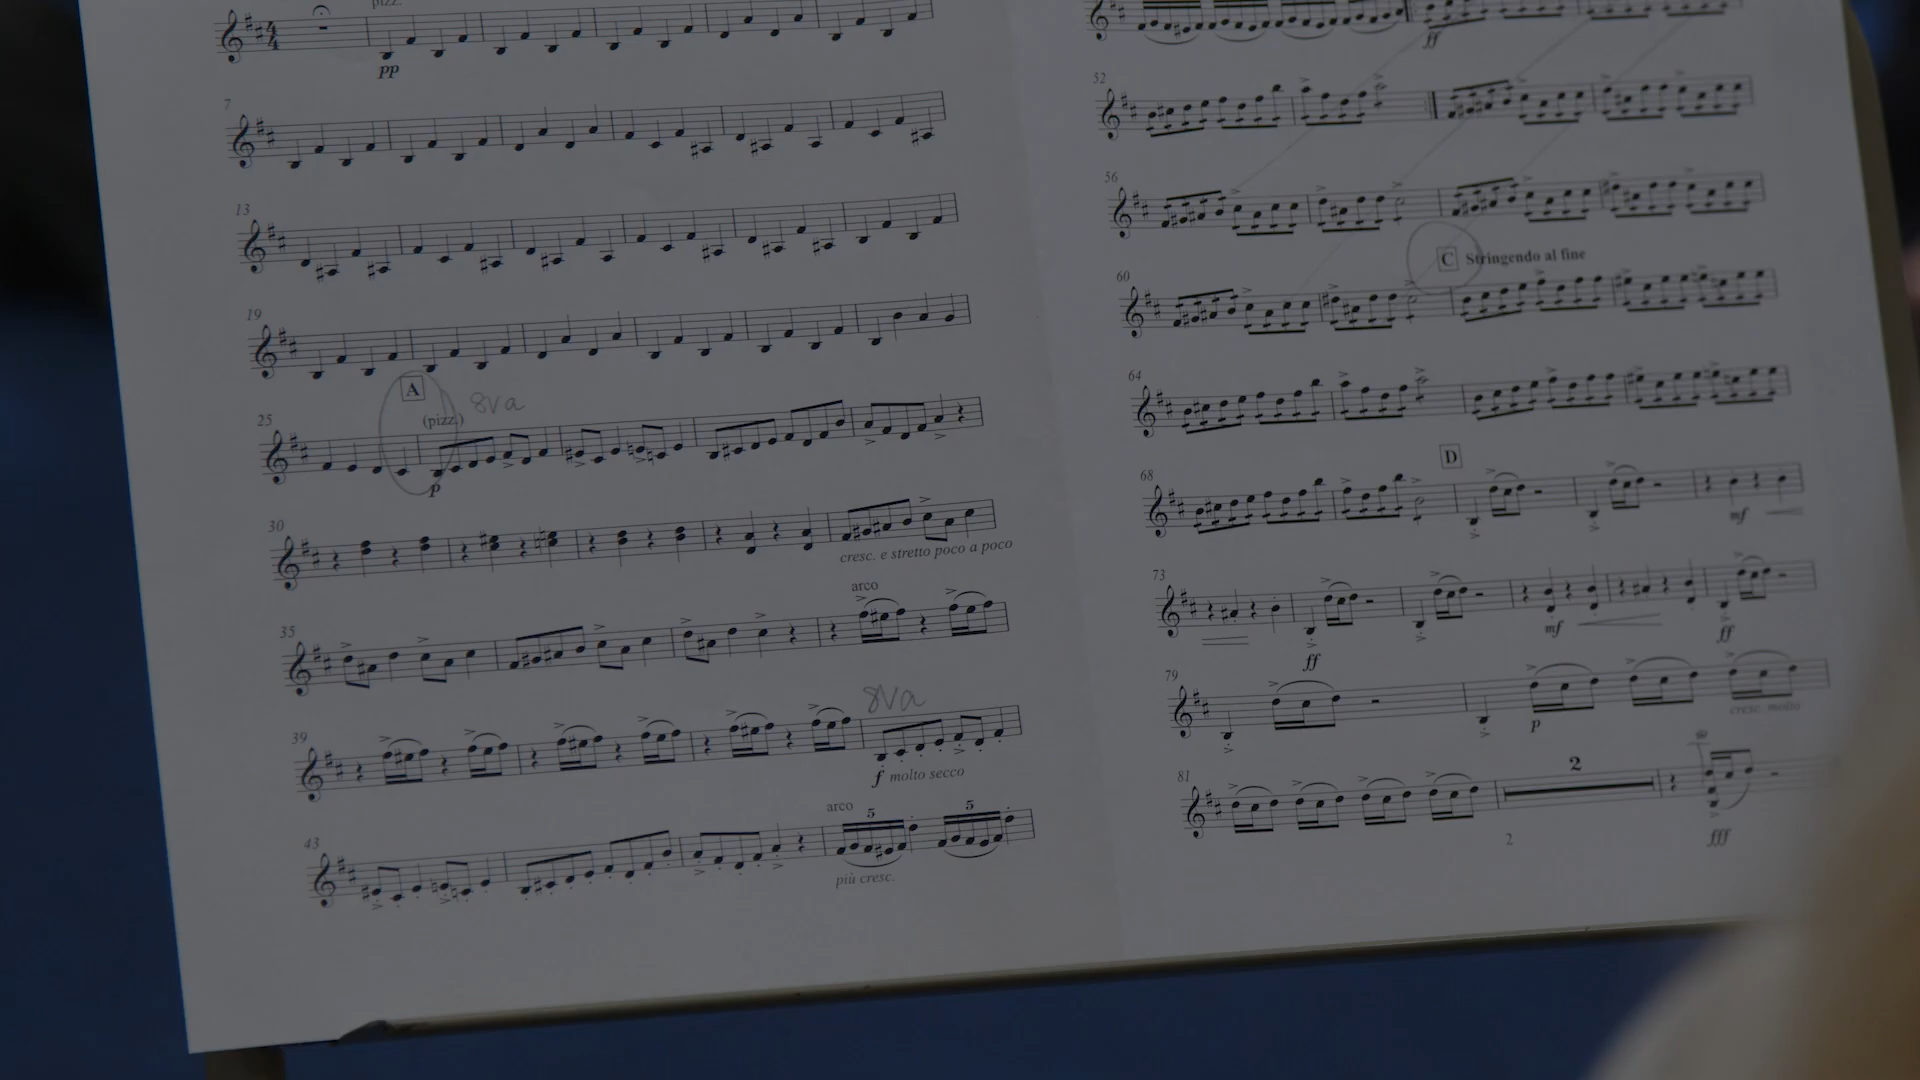 pizz.
pp
7
13
19
A
(pizz.) 8va
25
p
30
cresc. e stretto poco a poco
arco
35
8va
39
f molto secco
arco 5 5
43
più cresc.
ff
52
56
C Stringendo al fine
60
64
D
68
mf
73
mf
ff
ff
79
p
cresc. molto
81
2
fff
2